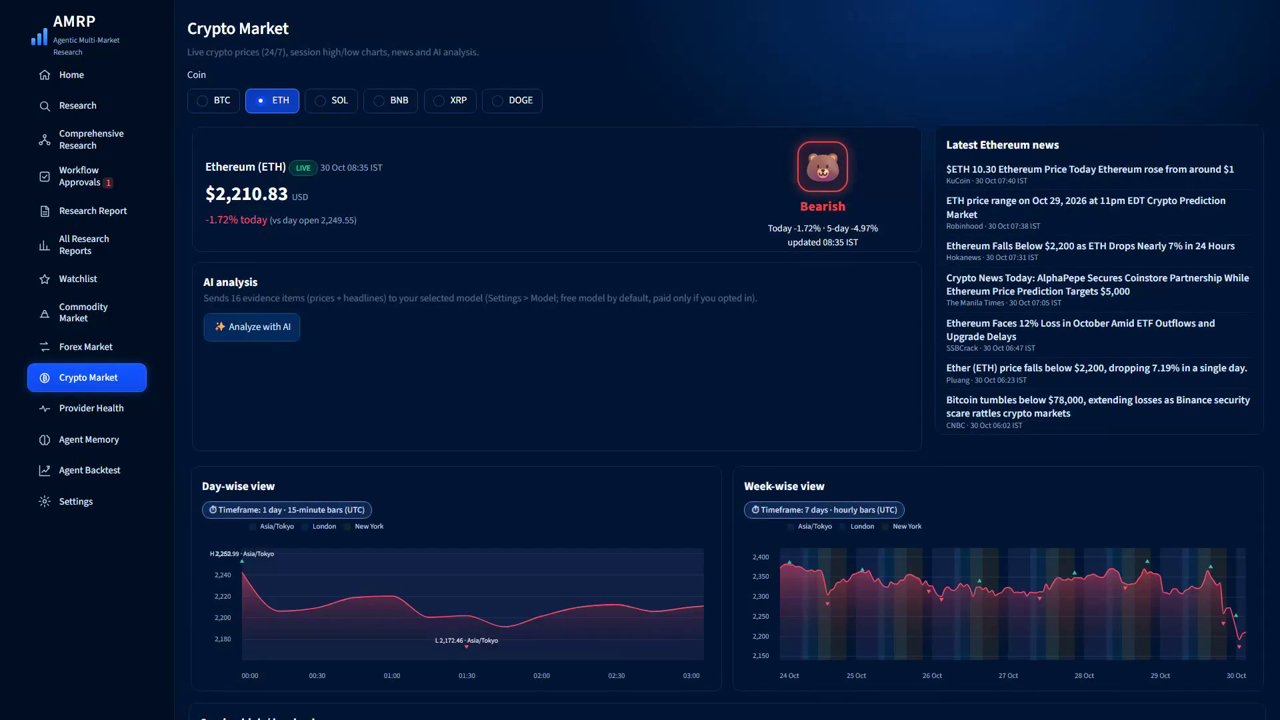 AMRP
Agentic Multi-Market
Research
Home
Research
Comprehensive
Research
Workflow
Approvals 1
Research Report
All Research
Reports
Watchlist
Commodity
Market
Forex Market
Crypto Market
Provider Health
Agent Memory
Agent Backtest
Settings
Crypto Market
Live crypto prices (24/7), session high/low charts, news and AI analysis.
Coin
BTC
ETH
SOL
BNB
XRP
DOGE
Ethereum (ETH) LIVE 30 Oct 08:35 IST
$2,210.83 USD
-1.72% today (vs day open 2,249.55)
Bearish
Today -1.72% · 5-day -4.97%
updated 08:35 IST
AI analysis
Sends 16 evidence items (prices + headlines) to your selected model (Settings > Model; free model by default, paid only if you opted in).
Analyze with AI
Latest Ethereum news
$ETH 10.30 Ethereum Price Today Ethereum rose from around $1
KuCoin · 30 Oct 07:40 IST
ETH price range on Oct 29, 2026 at 11pm EDT Crypto Prediction
Market
Robinhood · 30 Oct 07:38 IST
Ethereum Falls Below $2,200 as ETH Drops Nearly 7% in 24 Hours
Hokanews · 30 Oct 07:31 IST
Crypto News Today: AlphaPepe Secures Coinstore Partnership While
Ethereum Price Prediction Targets $5,000
The Manila Times · 30 Oct 07:05 IST
Ethereum Faces 12% Loss in October Amid ETF Outflows and
Upgrade Delays
SSBCrack · 30 Oct 06:47 IST
Ether (ETH) price falls below $2,200, dropping 7.19% in a single day.
Pluang · 30 Oct 06:23 IST
Bitcoin tumbles below $78,000, extending losses as Binance security
scare rattles crypto markets
CNBC · 30 Oct 06:02 IST
Day-wise view
Timeframe: 1 day · 15-minute bars (UTC)
Asia/Tokyo London New York
· Asia/Tokyo
2,240
2,220
2,200
2,180
L 2,172.46 · Asia/Tokyo
00:00 00:30 01:00 01:30 02:00 02:30 03:00
Week-wise view
Timeframe: 7 days · hourly bars (UTC)
Asia/Tokyo London New York
2,400
2,350
2,300
2,250
2,200
2,150
24 Oct 25 Oct 26 Oct 27 Oct 28 Oct 29 Oct 30 Oct